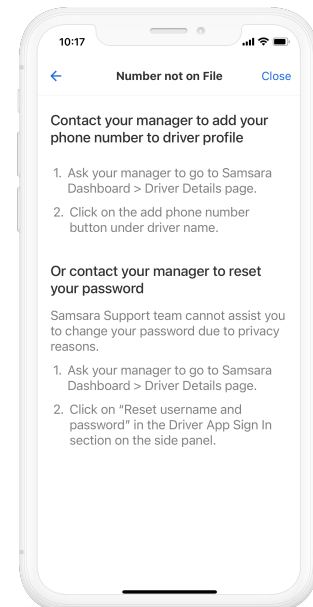 10:17
Number not on File Close
Contact your manager to add your
phone number to driver profile
1. Ask your manager to go to Samsara
Dashboard > Driver Details page.
2. Click on the add phone number
button under driver name.
Or contact your manager to reset
your password
Samsara Support team cannot assist you
to change your password due to privacy
reasons.
1. Ask your manager to go to Samsara
Dashboard > Driver Details page.
2. Click on "Reset username and
password" in the Driver App Sign In
section on the side panel.